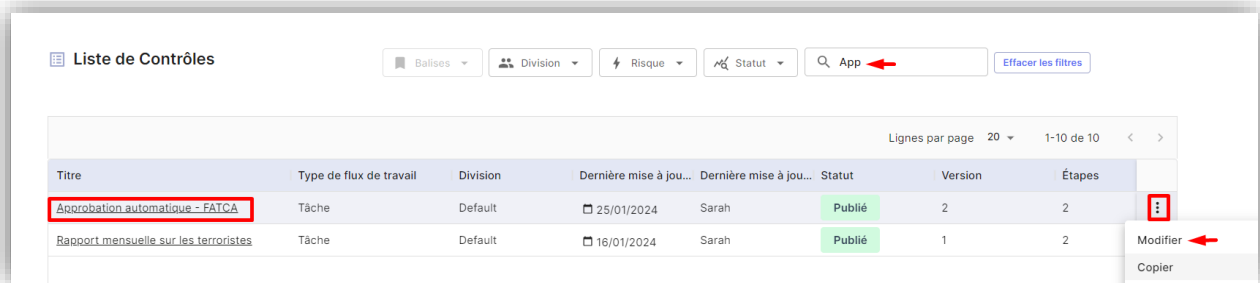 Liste de Contrôles
Balises Division Risque Statut App Effacer les filtres
Lignes par page 20 1-10 de 10
Titre Type de flux de travail Division Dernière mise à jou... Dernière mise à jou... Statut Version Étapes
Approbation automatique - FATCA Tâche Default 25/01/2024 Sarah Publié 2 2
Rapport mensuelle sur les terroristes Tâche Default 16/01/2024 Sarah Publié 1 2
Modifier
Copier